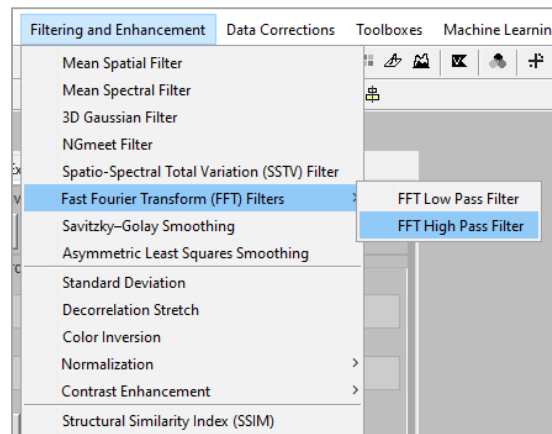 Filtering and Enhancement Data Corrections Toolboxes Machine Learnin
Mean Spatial Filter
Mean Spectral Filter
3D Gaussian Filter
NGmeet Filter
Spatio-Spectral Total Variation (SSTV) Filter
Fast Fourier Transform (FFT) Filters
FFT Low Pass Filter
FFT High Pass Filter
Savitzky–Golay Smoothing
Asymmetric Least Squares Smoothing
Standard Deviation
Decorrelation Stretch
Color Inversion
Normalization
Contrast Enhancement
Structural Similarity Index (SSIM)